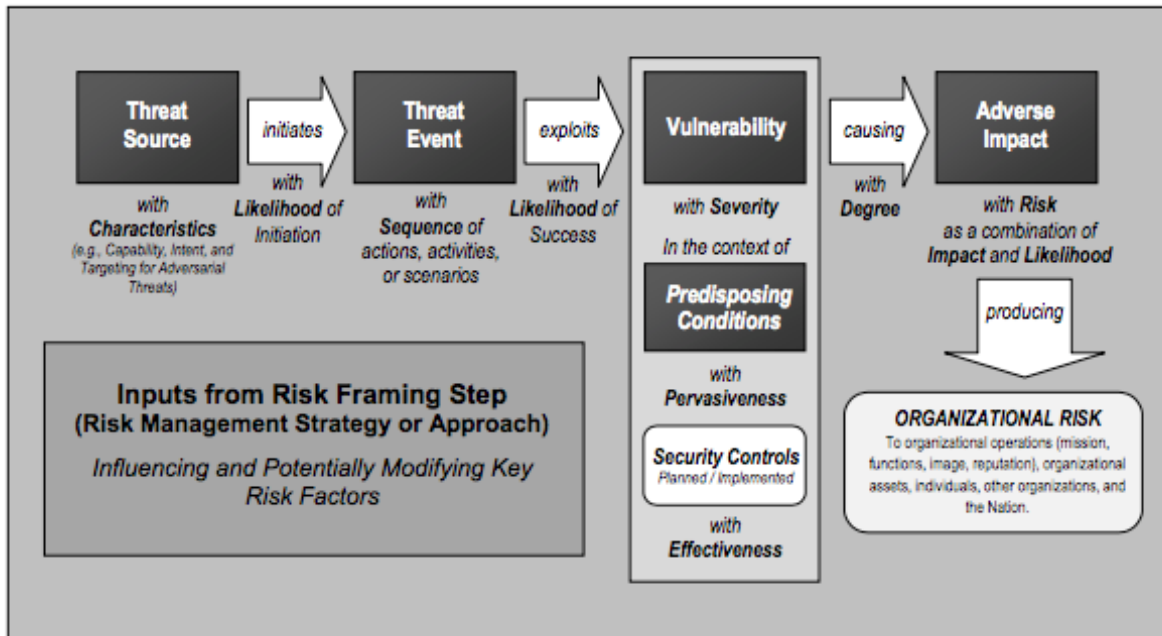 Threat
Source
initiates
Threat
Event
exploits
Vulnerability
causing
Adverse
Impact
with
Characteristics
(e.g., Capability, Intent, and
Targeting for Adversarial
Threats)
with
Likelihood of
Initiation
with
Sequence of
actions, activities,
or scenarios
with
Likelihood of
Success
with Severity
In the context of
Predisposing
Conditions
with
Pervasiveness
Security Controls
Planned / Implemented
with
Effectiveness
with
Degree
with Risk
as a combination of
Impact and Likelihood
producing
ORGANIZATIONAL RISK
To organizational operations (mission,
functions, image, reputation), organizational
assets, individuals, other organizations, and
the Nation.
Inputs from Risk Framing Step
(Risk Management Strategy or Approach)
Influencing and Potentially Modifying Key
Risk Factors